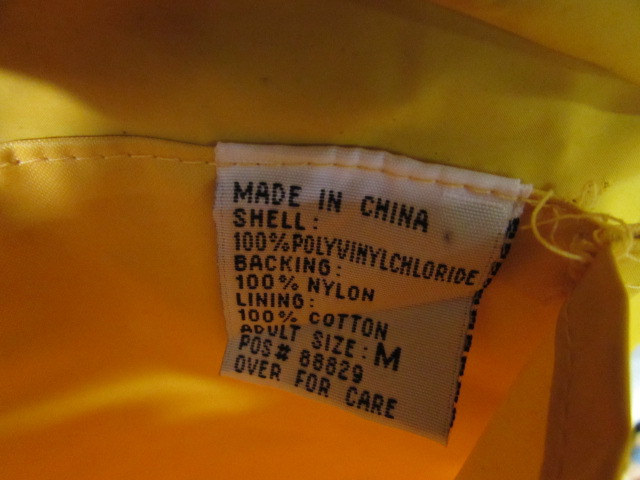 MADE IN CHINA
SHELL:
100%POLYVINYLCHLORIDE
BACKING:
100% NYLON
LINING:
100% COTTON
ADULT SIZE: M
POS# 88829
OVER FOR CARE